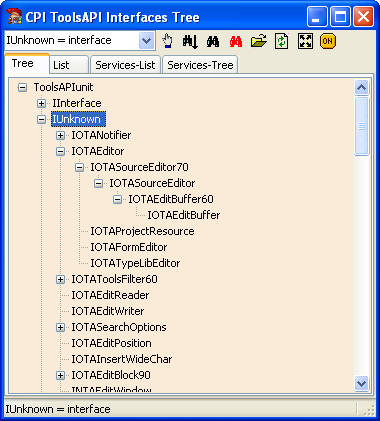 CPI ToolsAPI Interfaces Tree
IUnknown = interface
ON
Tree List Services-List Services-Tree
ToolsAPIunit
IInterface
IUnknown
IOTANotifier
IOTAEditor
IOTASourceEditor70
IOTASourceEditor
IOTAEditBuffer60
IOTAEditBuffer
IOTAProjectResource
IOTAFormEditor
IOTATypeLibEditor
IOTAToolsFilter60
IOTAEditReader
IOTAEditWriter
IOTASearchOptions
IOTAEditPosition
IOTAInsertWideChar
IOTAEditBlock90
INTAEditWindow
IUnknown = interface